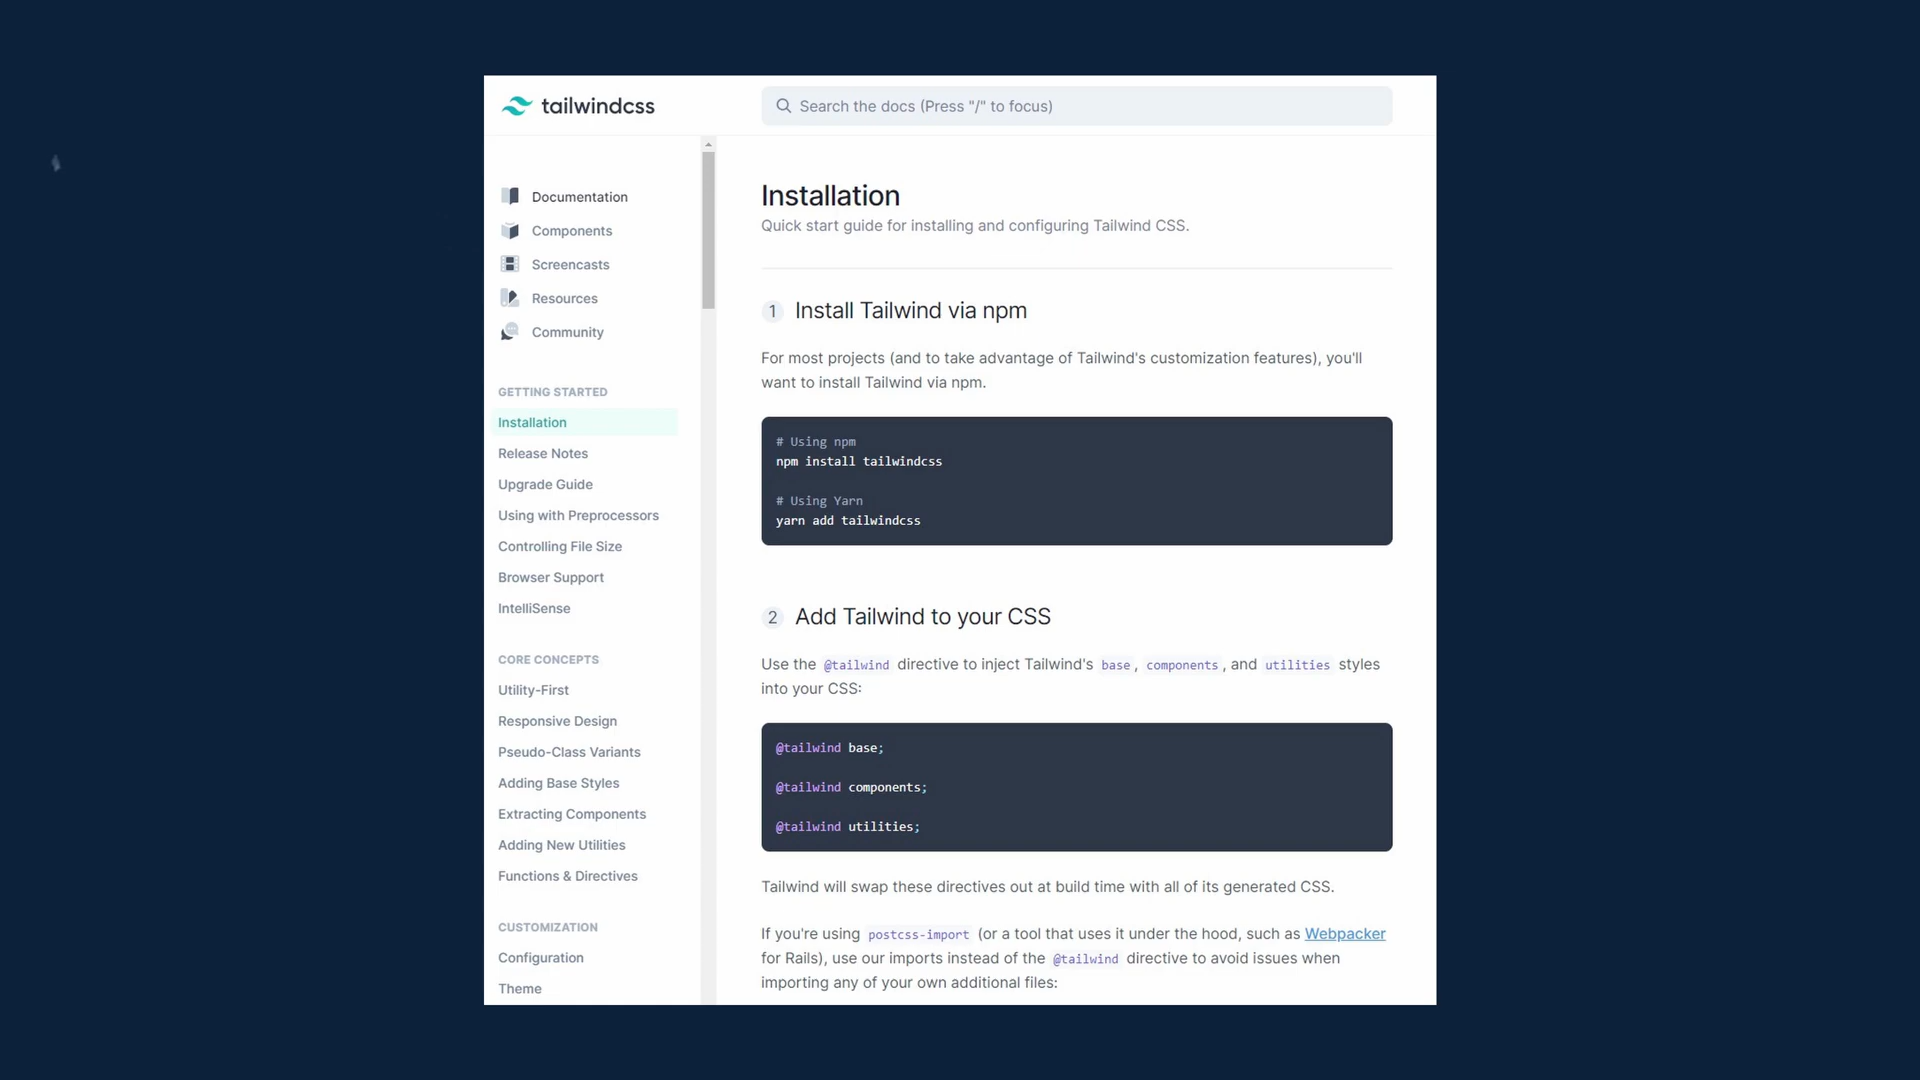 tailwindcss
Search the docs (Press "/" to focus)
Documentation
Components
Screencasts
Resources
Community
GETTING STARTED
Installation
Release Notes
Upgrade Guide
Using with Preprocessors
Controlling File Size
Browser Support
IntelliSense
CORE CONCEPTS
Utility-First
Responsive Design
Pseudo-Class Variants
Adding Base Styles
Extracting Components
Adding New Utilities
Functions & Directives
CUSTOMIZATION
Configuration
Theme
Installation
Quick start guide for installing and configuring Tailwind CSS.
1 Install Tailwind via npm
For most projects (and to take advantage of Tailwind's customization features), you'll
want to install Tailwind via npm.
# Using npm
npm install tailwindcss
# Using Yarn
yarn add tailwindcss
2 Add Tailwind to your CSS
Use the @tailwind directive to inject Tailwind's base, components, and utilities styles
into your CSS:
@tailwind base;
@tailwind components;
@tailwind utilities;
Tailwind will swap these directives out at build time with all of its generated CSS.
If you're using postcss-import (or a tool that uses it under the hood, such as Webpacker
for Rails), use our imports instead of the @tailwind directive to avoid issues when
importing any of your own additional files: